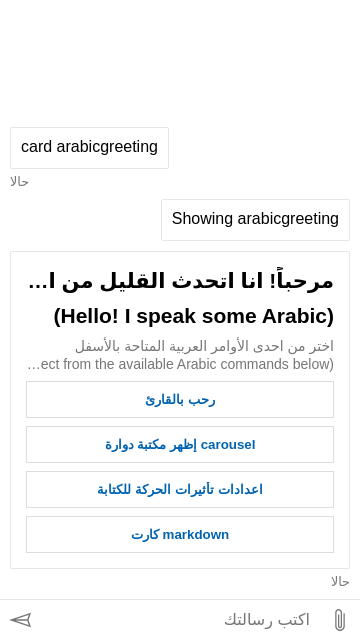 card arabicgreeting
حالا
Showing arabicgreeting
مرحباً! انا اتحدث القليل من ا...
(Hello! I speak some Arabic)
اختر من احدى الأوامر العربية المتاحة بالأسفل
...ect from the available Arabic commands below)
رحب بالقارئ
إظهر مكتبة دوارة carousel
اعدادات تأثيرات الحركة للكتابة
كارت markdown
حالا
اكتب رسالتك